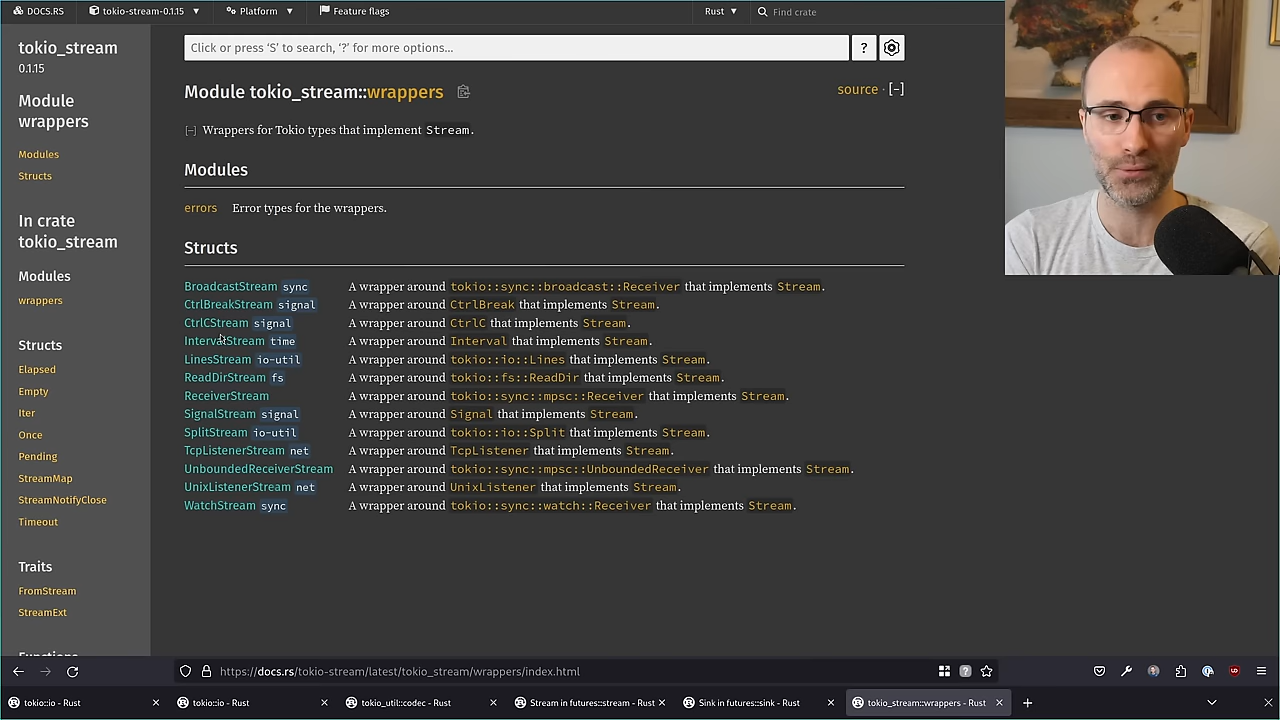 DOCS.RS tokio-stream-0.1.15 Platform Feature flags Rust Find crate
tokio_stream
0.1.15
Module
wrappers
Modules
Structs
In crate
tokio_stream
Modules
wrappers
Structs
Elapsed
Empty
Iter
Once
Pending
StreamMap
StreamNotifyClose
Timeout
Traits
FromStream
StreamExt
Click or press ‘S’ to search, ‘?’ for more options… ?
Module tokio_stream::wrappers source · [−]
[−] Wrappers for Tokio types that implement Stream.
Modules
errors Error types for the wrappers.
Structs
BroadcastStream sync A wrapper around tokio::sync::broadcast::Receiver that implements Stream.
CtrlBreakStream signal A wrapper around CtrlBreak that implements Stream.
CtrlCStream signal A wrapper around CtrlC that implements Stream.
IntervalStream time A wrapper around Interval that implements Stream.
LinesStream io-util A wrapper around tokio::io::Lines that implements Stream.
ReadDirStream fs A wrapper around tokio::fs::ReadDir that implements Stream.
ReceiverStream A wrapper around tokio::sync::mpsc::Receiver that implements Stream.
SignalStream signal A wrapper around Signal that implements Stream.
SplitStream io-util A wrapper around tokio::io::Split that implements Stream.
TcpListenerStream net A wrapper around TcpListener that implements Stream.
UnboundedReceiverStream A wrapper around tokio::sync::mpsc::UnboundedReceiver that implements Stream.
UnixListenerStream net A wrapper around UnixListener that implements Stream.
WatchStream sync A wrapper around tokio::sync::watch::Receiver that implements Stream.
https://docs.rs/tokio-stream/latest/tokio_stream/wrappers/index.html
tokio::io - Rust tokio::io - Rust tokio_util::codec - Rust Stream in futures::stream - Rust Sink in futures::sink - Rust tokio_stream::wrappers - Rust